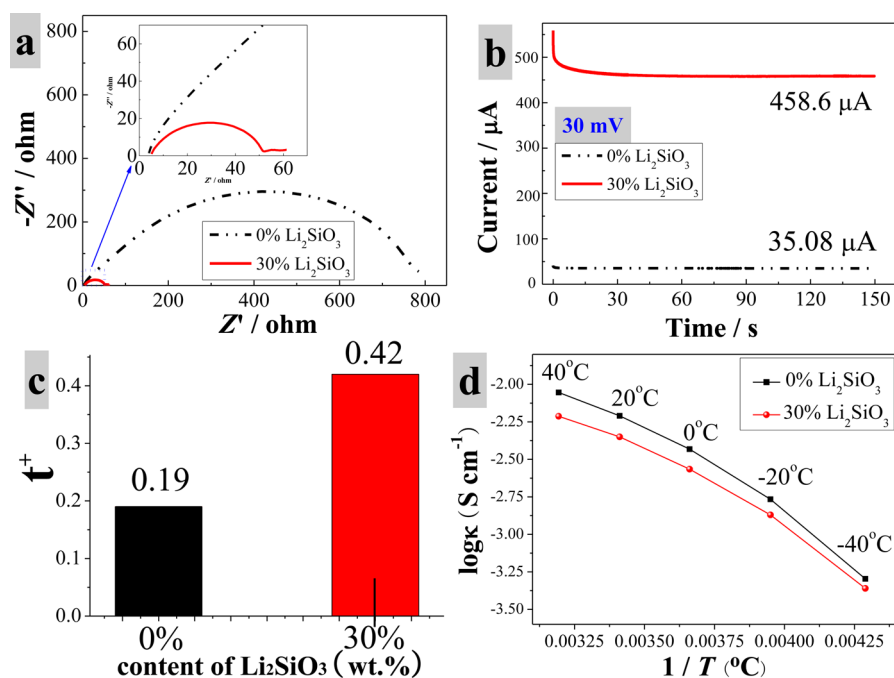 a
-Z'' / ohm
800
600
400
200
0
0 200 400 600 800
Z' / ohm
-Z'' / ohm
60
40
20
0
0 20 40 60
Z' / ohm
0% Li₂SiO₃
30% Li₂SiO₃
b
Current / μA
500
400
300
200
100
0
0 30 60 90 120 150
Time / s
458.6 μA
30 mV
0% Li₂SiO₃
30% Li₂SiO₃
35.08 μA
c
t⁺
0.4
0.3
0.2
0.1
0.0
0.19
0.42
0% 30%
content of Li₂SiO₃ (wt.%)
d
logκ (S cm⁻¹)
-2.00
-2.25
-2.50
-2.75
-3.00
-3.25
-3.50
40°C
20°C
0°C
-20°C
-40°C
0% Li₂SiO₃
30% Li₂SiO₃
0.00325 0.00350 0.00375 0.00400 0.00425
1 / T (°C)